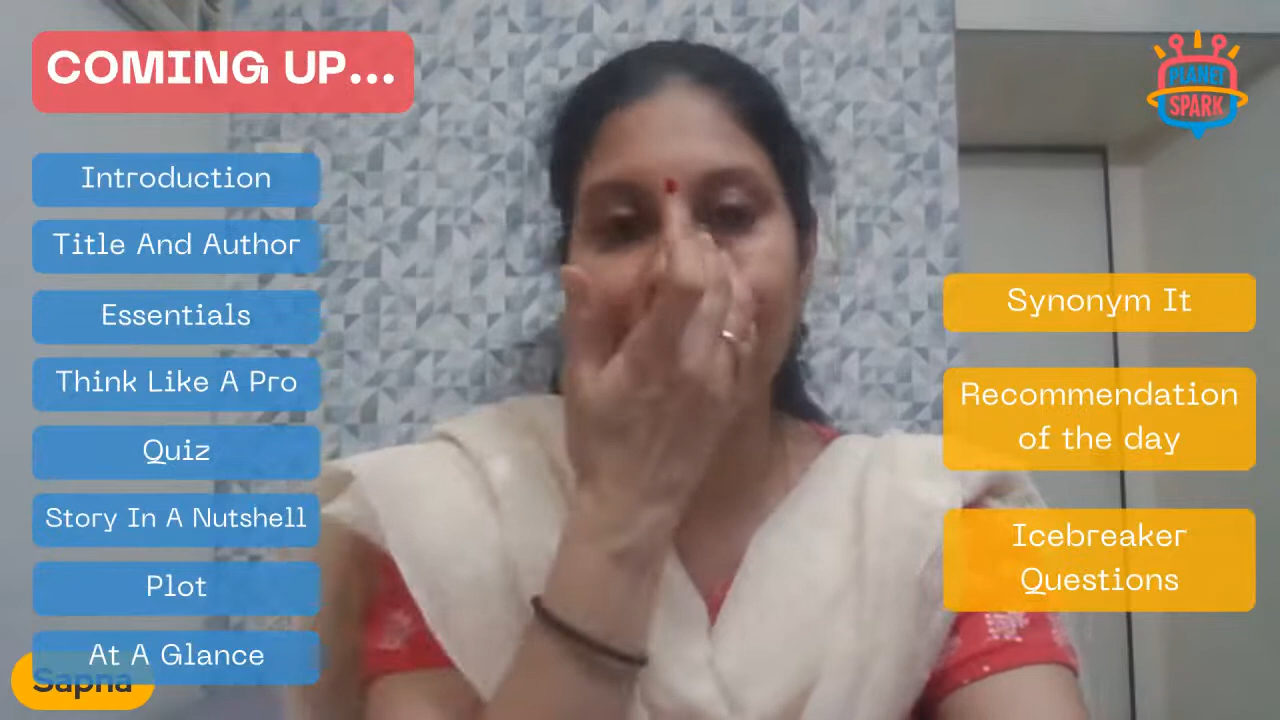 COMING UP...
PLANET
SPARK
Introduction
Title And Author
Essentials
Think Like A Pro
Quiz
Story In A Nutshell
Plot
At A Glance
Sapna
Synonym It
Recommendation
of the day
Icebreaker
Questions